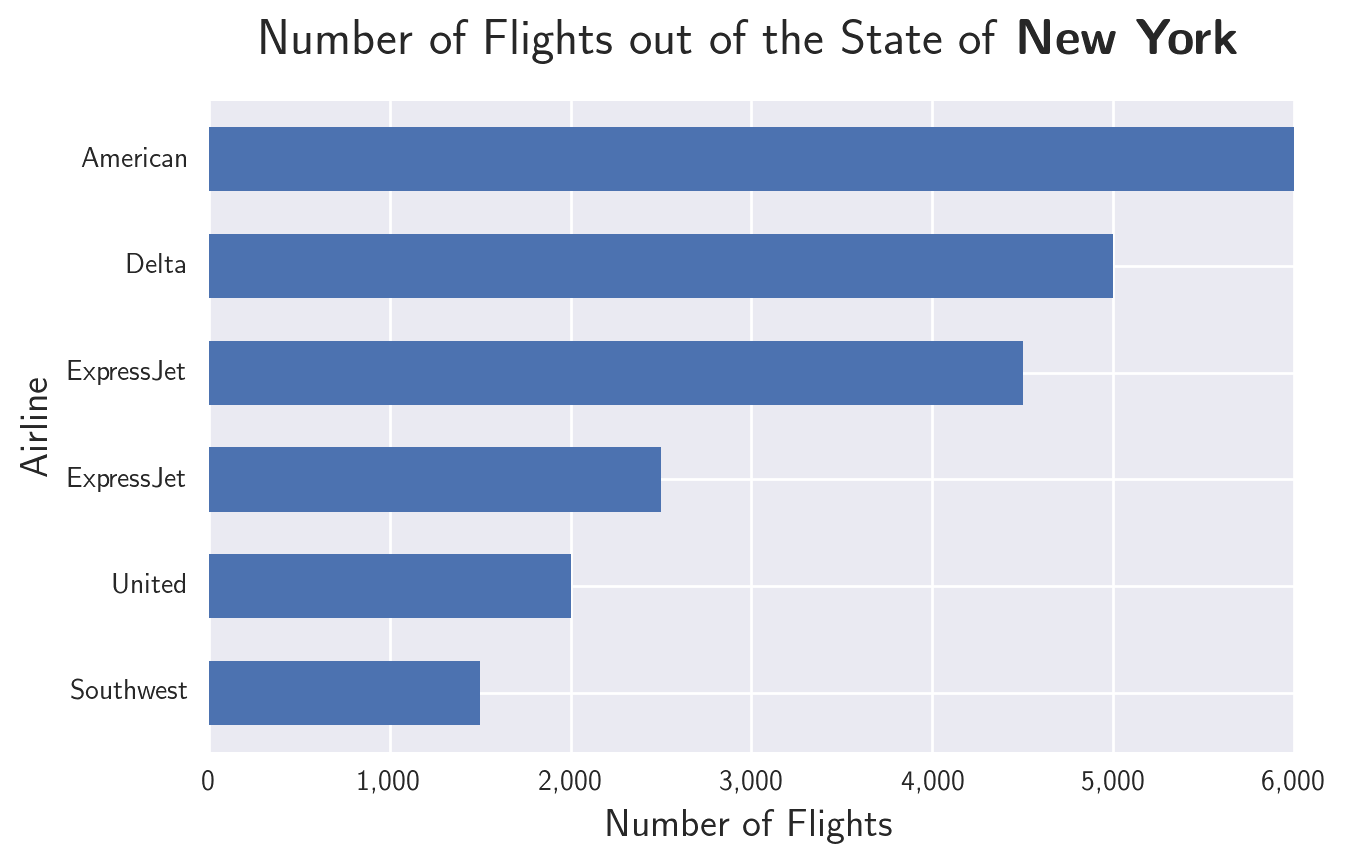 Number of Flights out of the State of New York
American
Delta
ExpressJet
ExpressJet
United
Southwest
Airline
0 1,000 2,000 3,000 4,000 5,000 6,000
Number of Flights